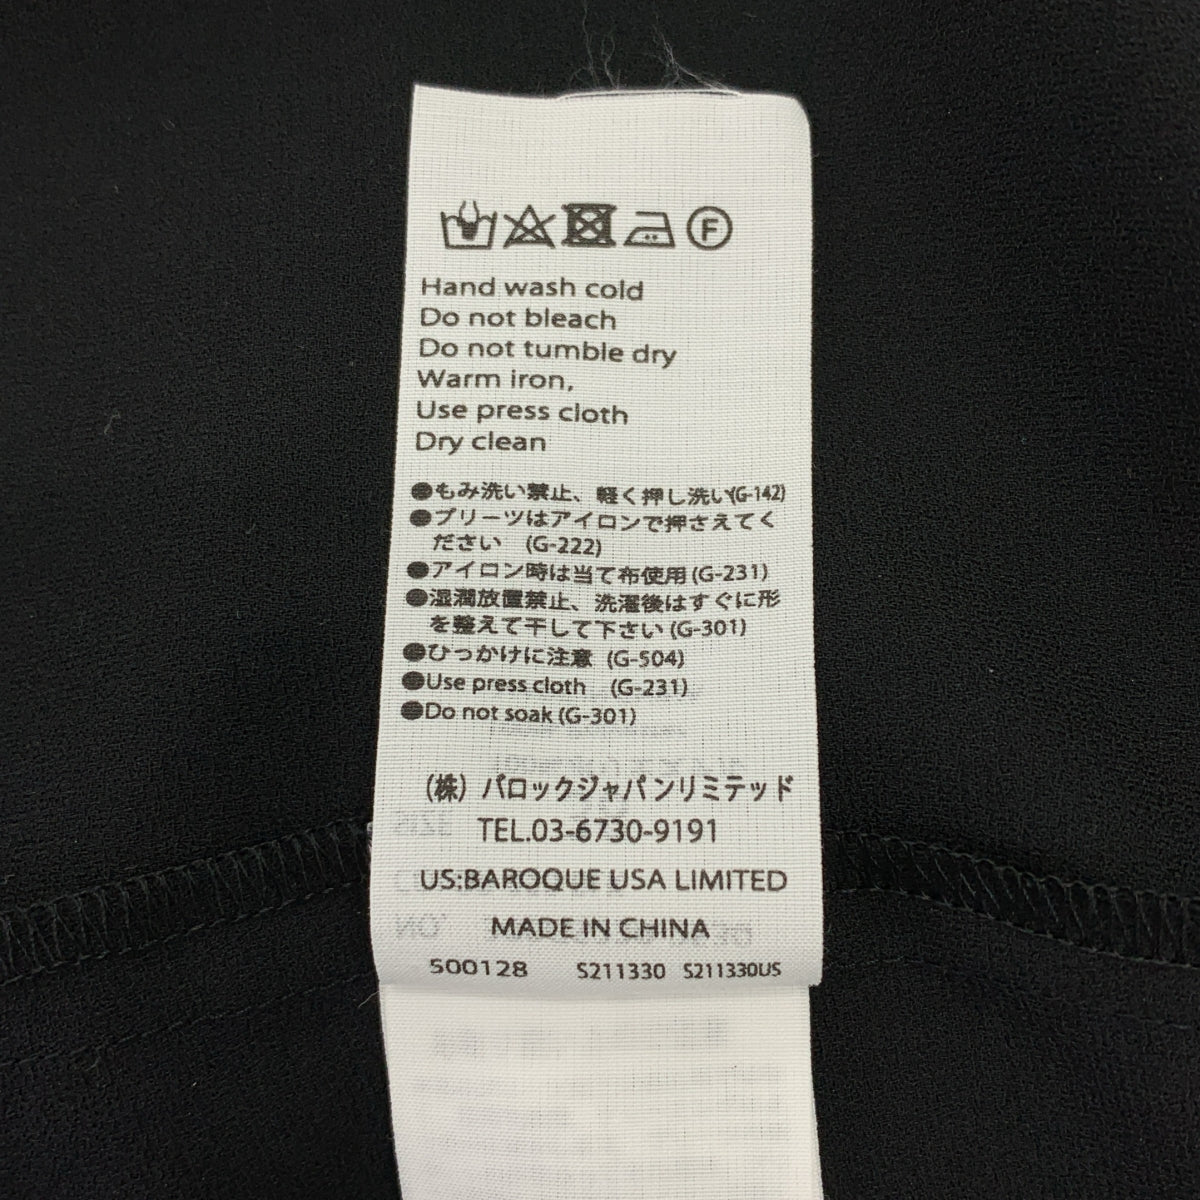 F
Hand wash cold
Do not bleach
Do not tumble dry
Warm iron,
Use press cloth
Dry clean
●もみ洗い禁止、軽く押し洗い(G-142)
●プリーツはアイロンで押さえてく
ださい (G-222)
●アイロン時は当て布使用(G-231)
●湿潤放置禁止、洗濯後はすぐに形
を整えて干して下さい(G-301)
●ひっかけに注意 (G-504)
●Use press cloth (G-231)
●Do not soak(G-301)
(株) バロックジャパンリミテッド
TEL.03-6730-9191
US:BAROQUE USA LIMITED
MADE IN CHINA
500128 S211330 S211330US